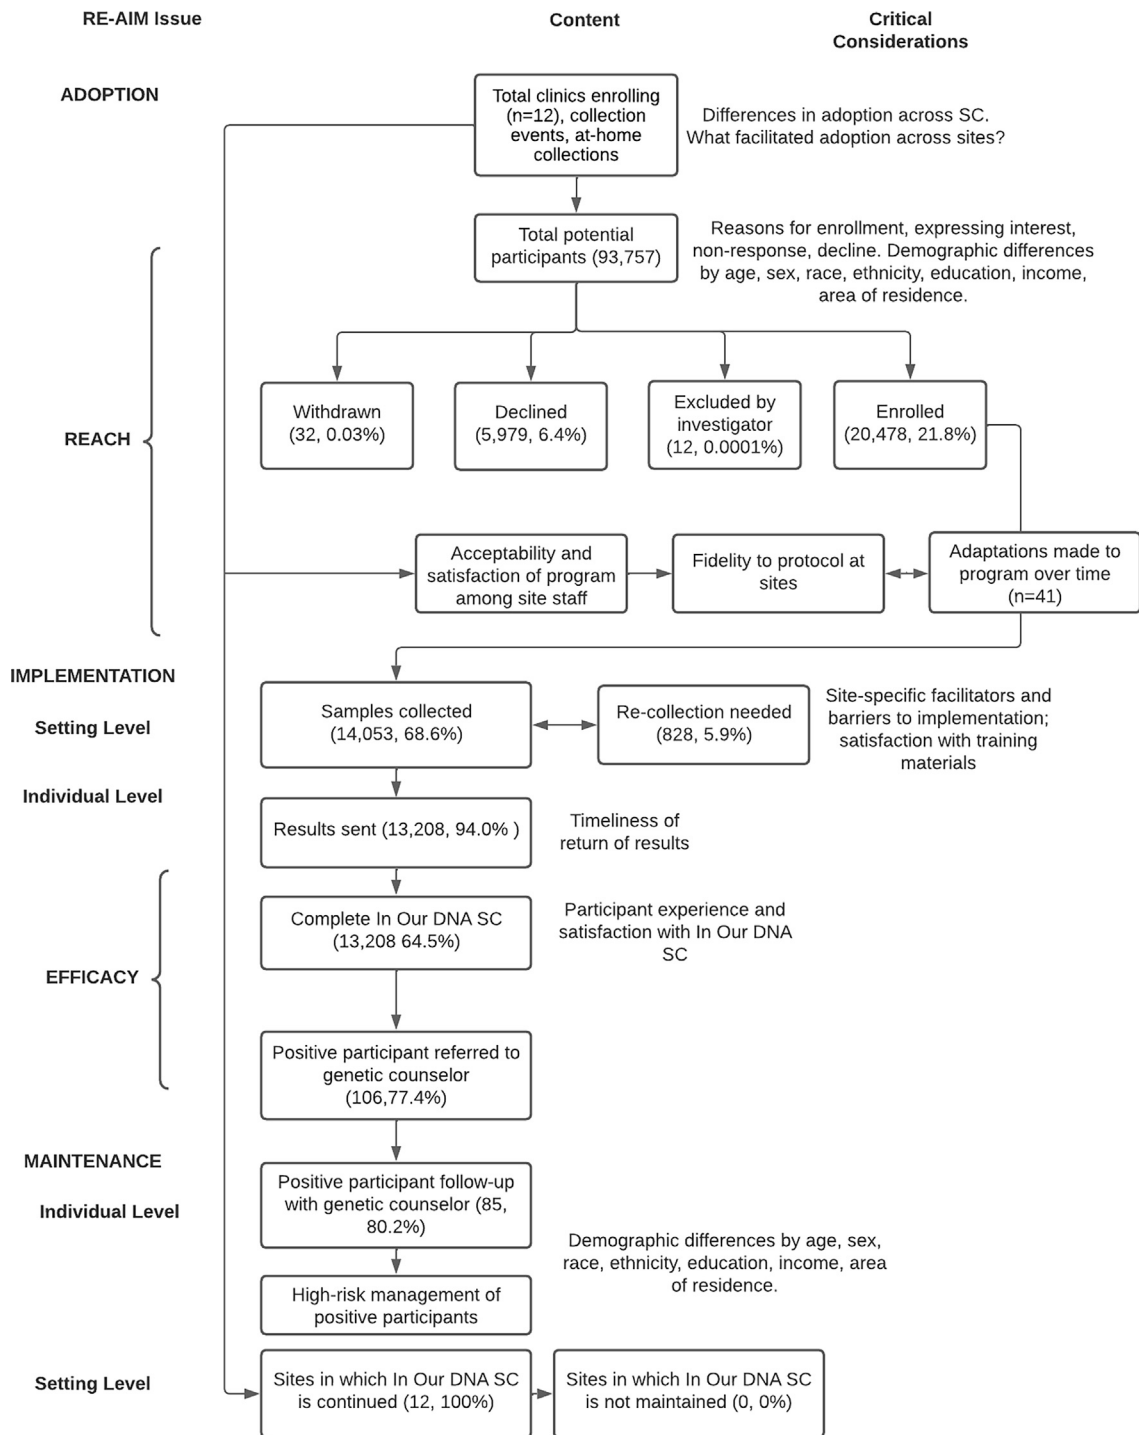 RE-AIM Issue
Content
Critical
Considerations
ADOPTION
Total clinics enrolling
(n=12), collection
events, at-home
collections
Differences in adoption across SC.
What facilitated adoption across sites?
Total potential
participants (93,757)
Reasons for enrollment, expressing interest,
non-response, decline. Demographic differences
by age, sex, race, ethnicity, education, income,
area of residence.
REACH
Withdrawn
(32, 0.03%)
Declined
(5,979, 6.4%)
Excluded by
investigator
(12, 0.0001%)
Enrolled
(20,478, 21.8%)
Acceptability and
satisfaction of program
among site staff
Fidelity to protocol at
sites
Adaptations made to
program over time
(n=41)
IMPLEMENTATION
Setting Level
Samples collected
(14,053, 68.6%)
Re-collection needed
(828, 5.9%)
Site-specific facilitators and
barriers to implementation;
satisfaction with training
materials
Individual Level
Results sent (13,208, 94.0% )
Timeliness of
return of results
EFFICACY
Complete In Our DNA SC
(13,208 64.5%)
Participant experience and
satisfaction with In Our DNA
SC
Positive participant referred to
genetic counselor
(106,77.4%)
MAINTENANCE
Individual Level
Positive participant follow-up
with genetic counselor (85,
80.2%)
Demographic differences by age, sex,
race, ethnicity, education, income, area
of residence.
High-risk management of
positive participants
Setting Level
Sites in which In Our DNA SC
is continued (12, 100%)
Sites in which In Our DNA SC
is not maintained (0, 0%)